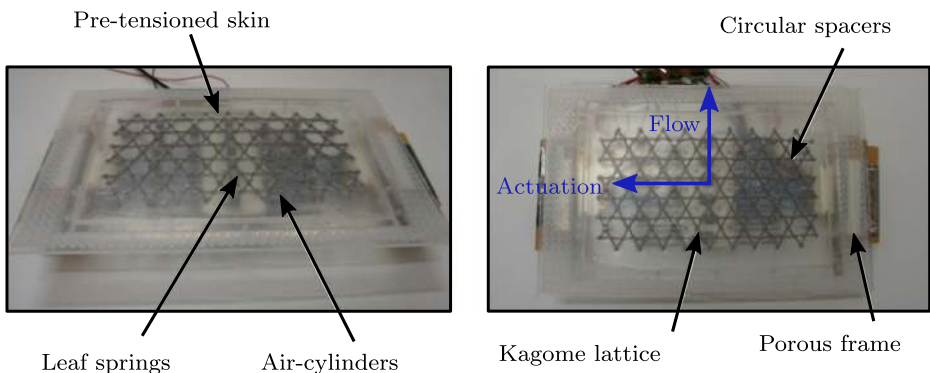 Pre-tensioned skin
Circular spacers
Flow
Actuation
Leaf springs
Air-cylinders
Kagome lattice
Porous frame